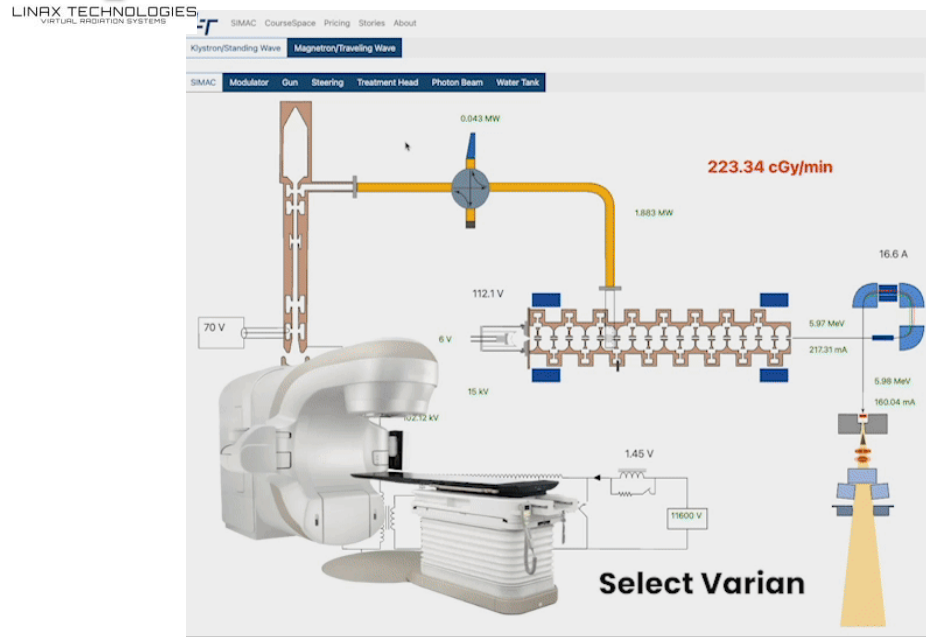 LINAX TECHNOLOGIES
VIRTUAL RADIATION SYSTEMS
SIMAC CourseSpace Pricing Stories About
Klystron/Standing Wave Magnetron/Traveling Wave
SIMAC Modulator Gun Steering Treatment Head Photon Beam Water Tank
0.043 MW
223.34 cGy/min
1.883 MW
16.6 A
112.1 V
70 V
6 V
5.97 MeV
217.31 mA
15 kV
5.98 MeV
160.04 mA
102.12 kV
1.45 V
11600 V
Select Varian